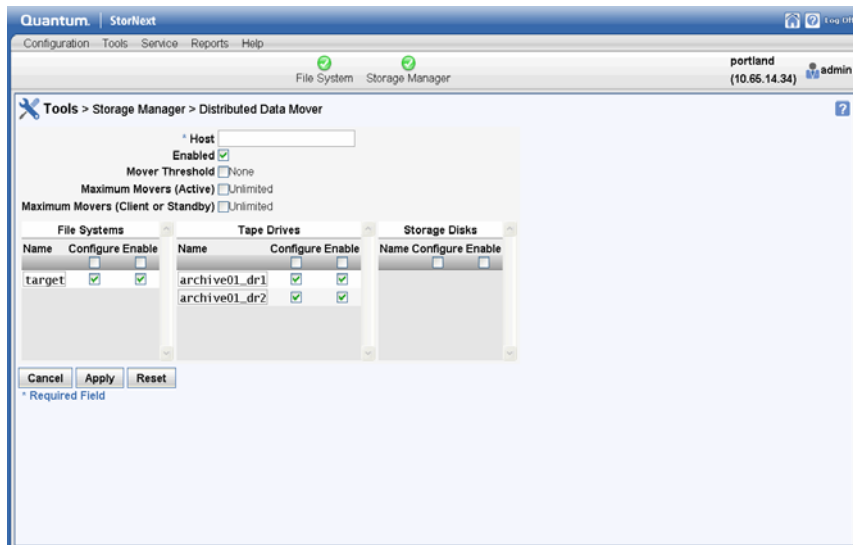 Quantum. | StorNext
Log Off
Configuration Tools Service Reports Help
File System Storage Manager
portland
(10.65.14.34)
admin
Tools > Storage Manager > Distributed Data Mover
* Host
Enabled
Mover Threshold None
Maximum Movers (Active) Unlimited
Maximum Movers (Client or Standby) Unlimited
File Systems Tape Drives Storage Disks
Name Configure Enable Name Configure Enable Name Configure Enable
target archive01_dr1
archive01_dr2
Cancel Apply Reset
* Required Field